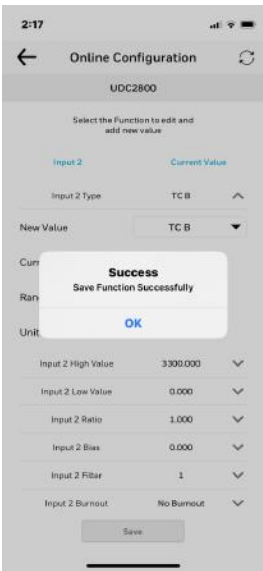 2:17
Online Configuration
UDC2800
Select the Function to edit and
add new value
Input 2 Current Value
Input 2 Type TC B
New Value TC B
Curr
Success
Save Function Successfully
Ran
OK
Unit
Input 2 High Value 3300.000
Input 2 Low Value 0.000
Input 2 Ratio 1.000
Input 2 Bias 0.000
Input 2 Filter 1
Input 2 Burnout No Burnout
Save